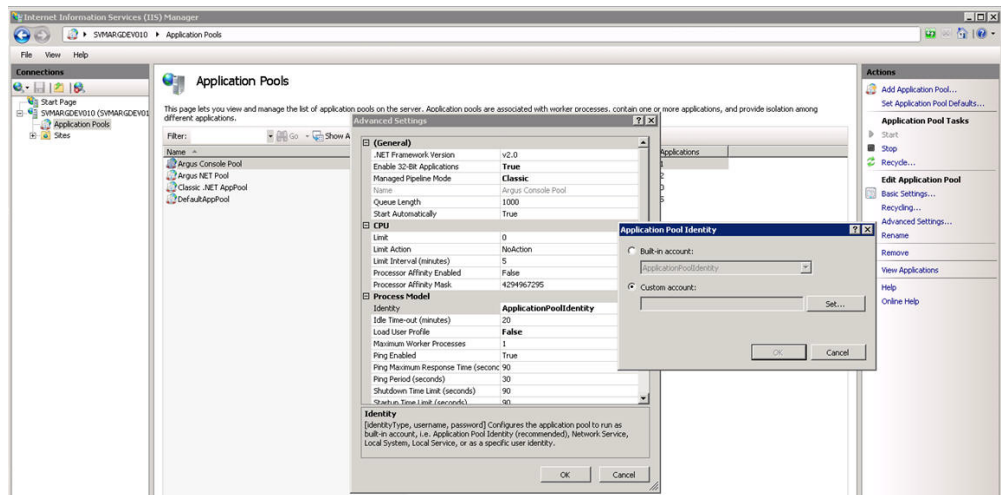 Internet Information Services (IIS) Manager
SVMARGDEV010 Application Pools
File View Help
Connections
Start Page
SVMARGDEV010 (SVMARGDEV01
Application Pools
Sites
Application Pools
This page lets you view and manage the list of application pools on the server. Application pools are associated with worker processes, contain one or more applications, and provide isolation among
different applications.
Filter: Go Show A
Name Applications
Argus Console Pool
Argus NET Pool
Classic .NET AppPool
DefaultAppPool
Advanced Settings
(General)
.NET Framework Version v2.0
Enable 32-Bit Applications True
Managed Pipeline Mode Classic
Name Argus Console Pool
Queue Length 1000
Start Automatically True
CPU
Limit 0
Limit Action NoAction
Limit Interval (minutes) 5
Processor Affinity Enabled False
Processor Affinity Mask 4294967295
Process Model
Identity ApplicationPoolIdentity
Idle Time-out (minutes) 20
Load User Profile False
Maximum Worker Processes 1
Ping Enabled True
Ping Maximum Response Time (second 90
Ping Period (seconds) 30
Shutdown Time Limit (seconds) 90
Startup Time Limit (seconds) 90
Identity
[identityType, username, password] Configures the application pool to run as
built-in account, i.e. Application Pool Identity (recommended), Network Service,
Local System, Local Service, or as a specific user identity.
OK Cancel
Application Pool Identity
Built-in account:
ApplicationPoolIdentity
Custom account:
Set...
OK Cancel
Actions
Add Application Pool...
Set Application Pool Defaults...
Application Pool Tasks
Start
Stop
Recycle...
Edit Application Pool
Basic Settings...
Recycling...
Advanced Settings...
Rename
Remove
View Applications
Help
Online Help